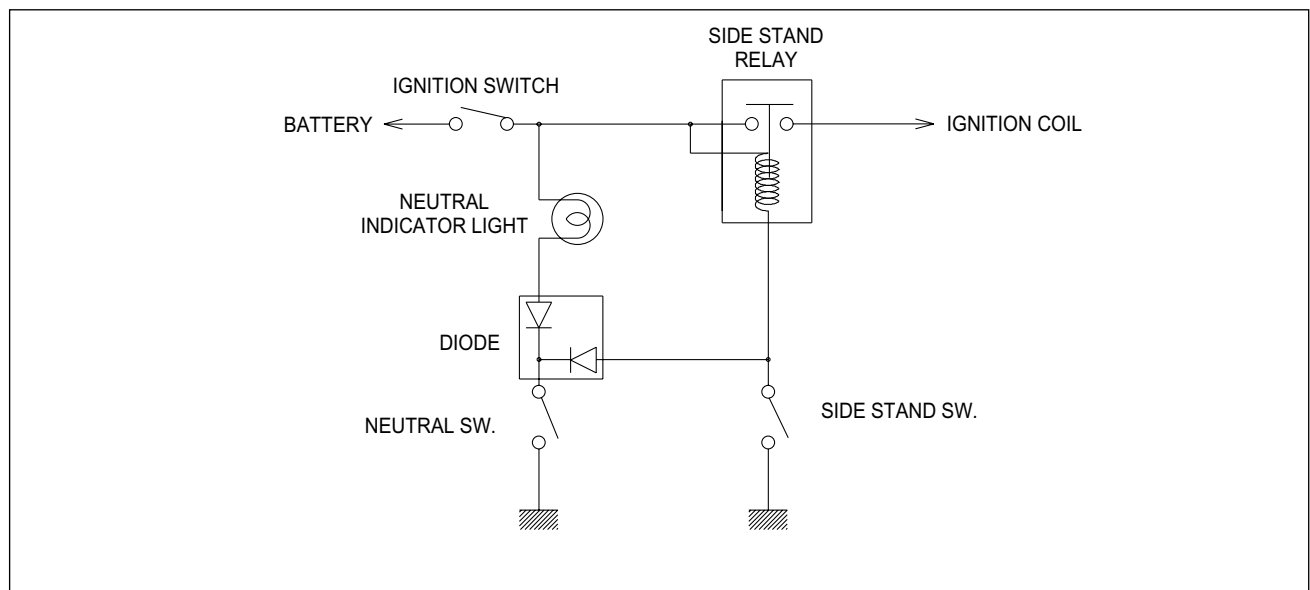 SIDE STAND
RELAY
IGNITION SWITCH
BATTERY
IGNITION COIL
NEUTRAL
INDICATOR LIGHT
DIODE
NEUTRAL SW.
SIDE STAND SW.